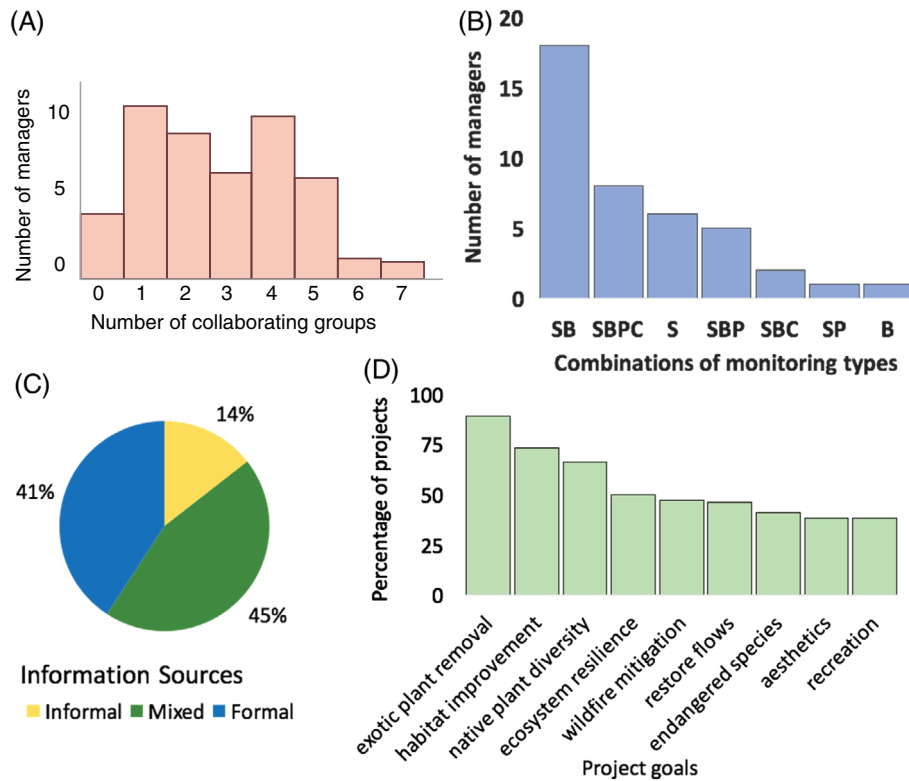 (A)
Number of managers
10
5
0
0 1 2 3 4 5 6 7
Number of collaborating groups
(B)
Number of managers
20
15
10
5
0
SB SBPC S SBP SBC SP B
Combinations of monitoring types
(C)
14%
41%
45%
Information Sources
Informal Mixed Formal
(D)
Percentage of projects
100
75
50
25
0
exotic plant removal
habitat improvement
native plant diversity
ecosystem resilience
wildfire mitigation
restore flows
endangered species
aesthetics
recreation
Project goals